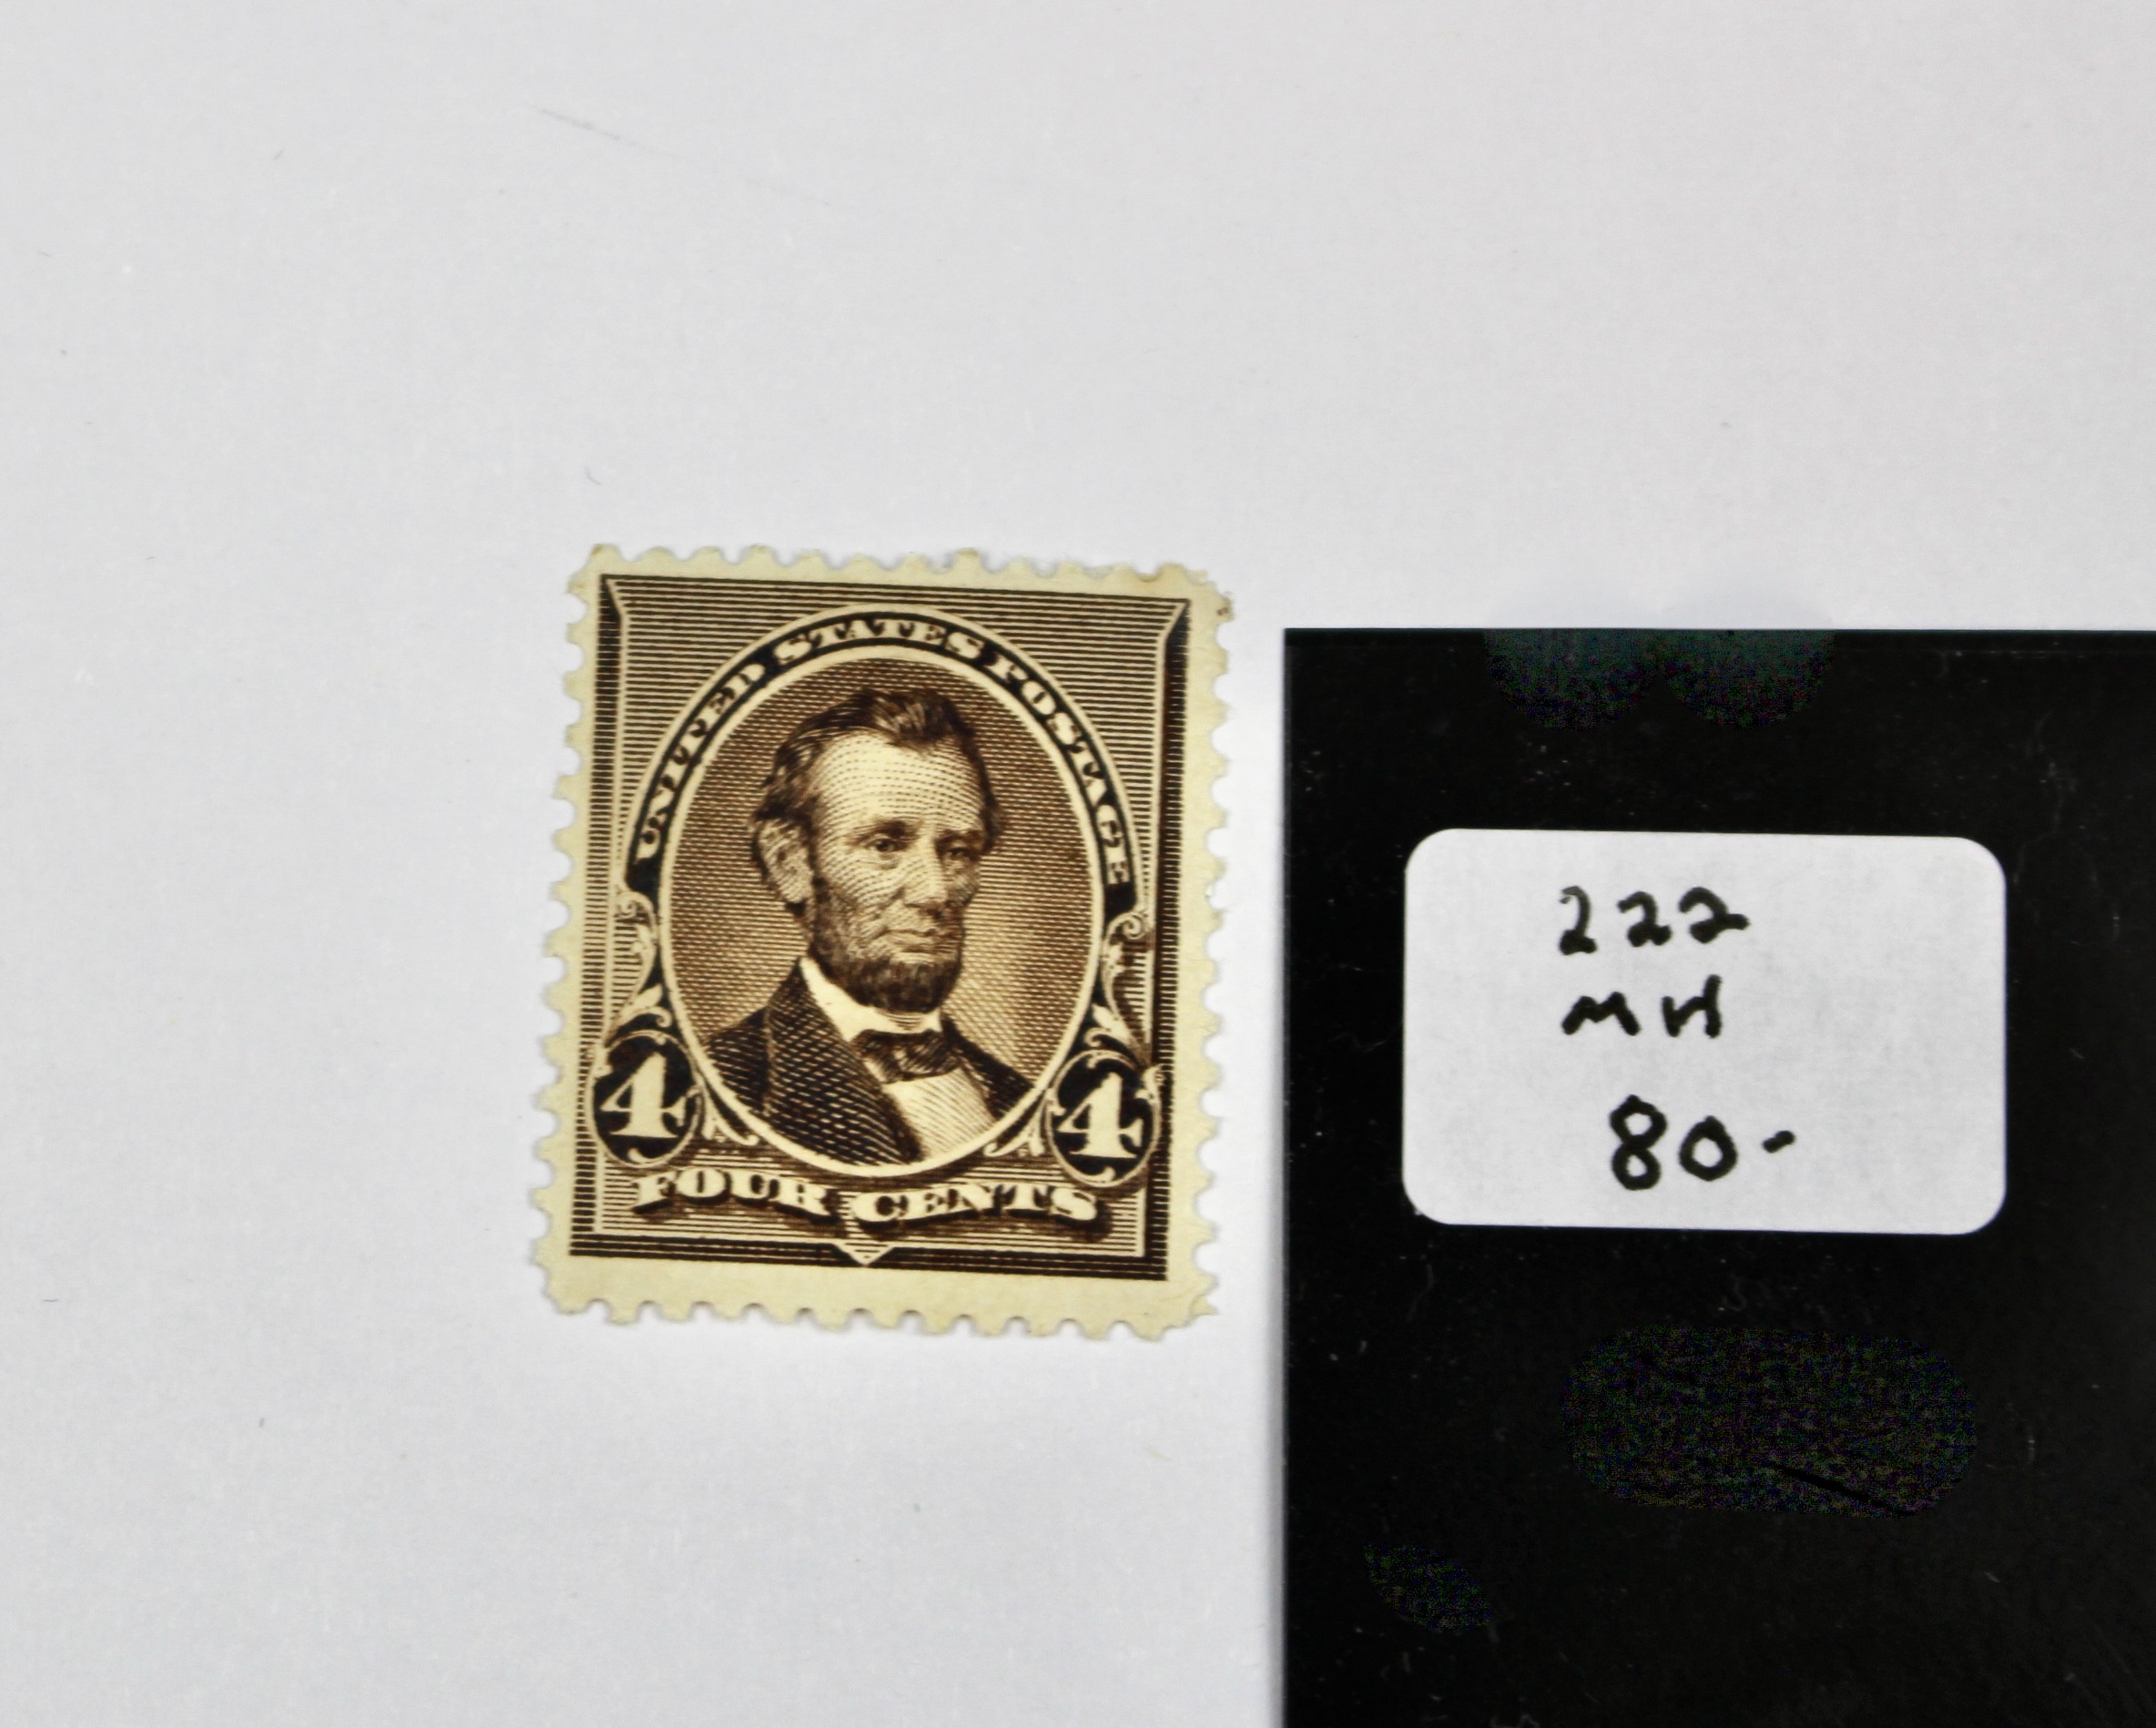 UNITED STATES POSTAGE
4 4
FOUR CENTS
222
MH
80-